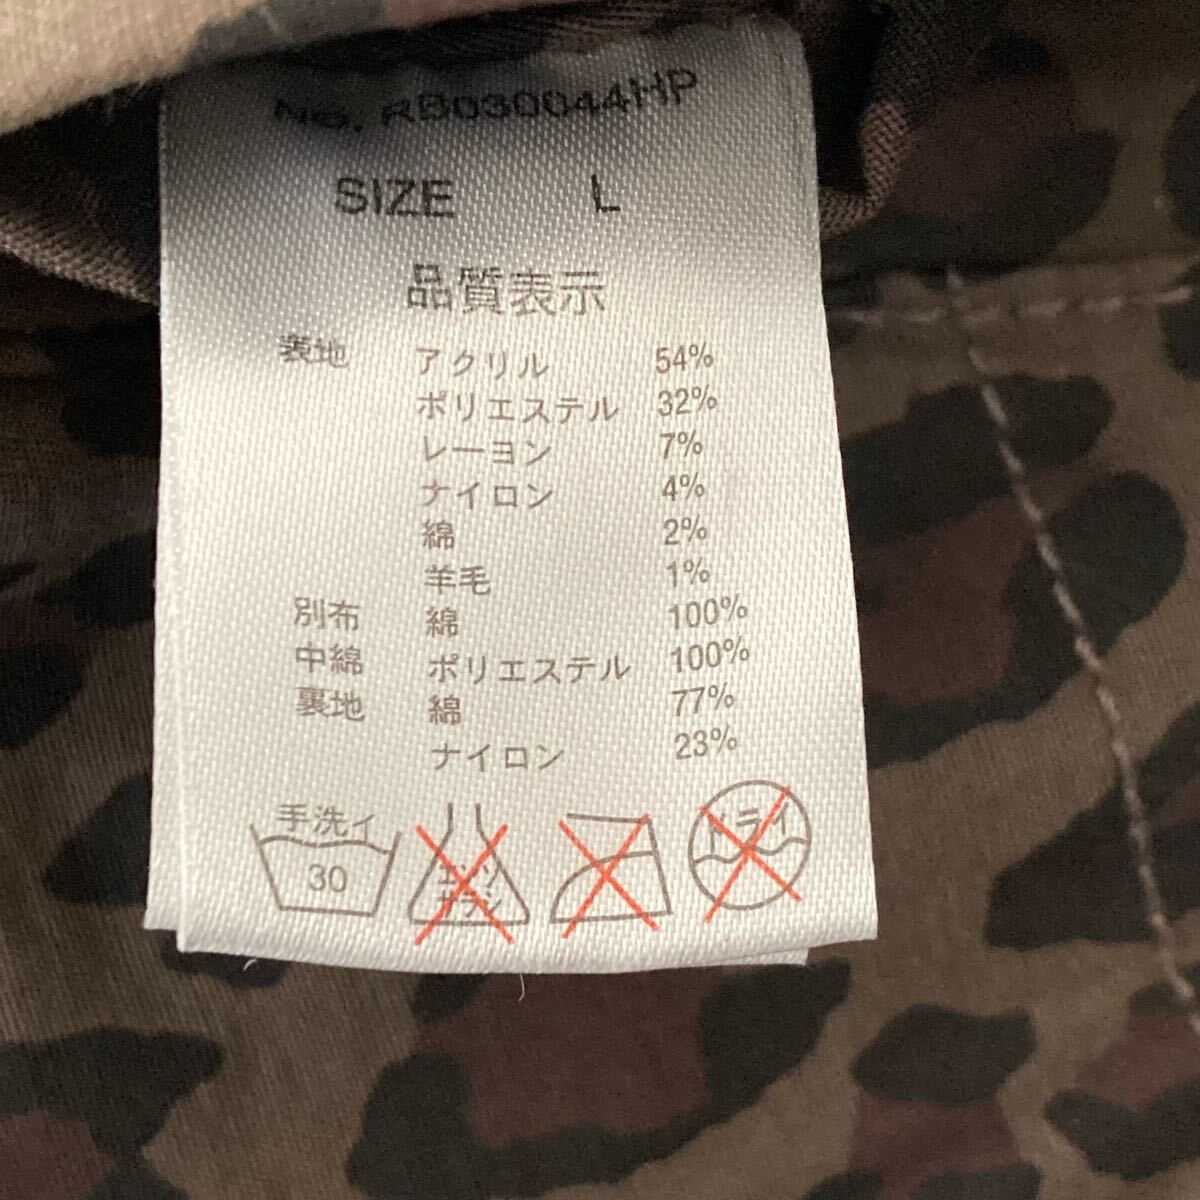 No. RB030044HP
SIZE L
品質表示
表地 アクリル 54%
ポリエステル 32%
レーヨン 7%
ナイロン 4%
綿 2%
羊毛 1%
別布 綿 100%
中綿 ポリエステル 100%
裏地 綿 77%
ナイロン 23%
手洗イ
30
エンソ
サラシ
ドライ